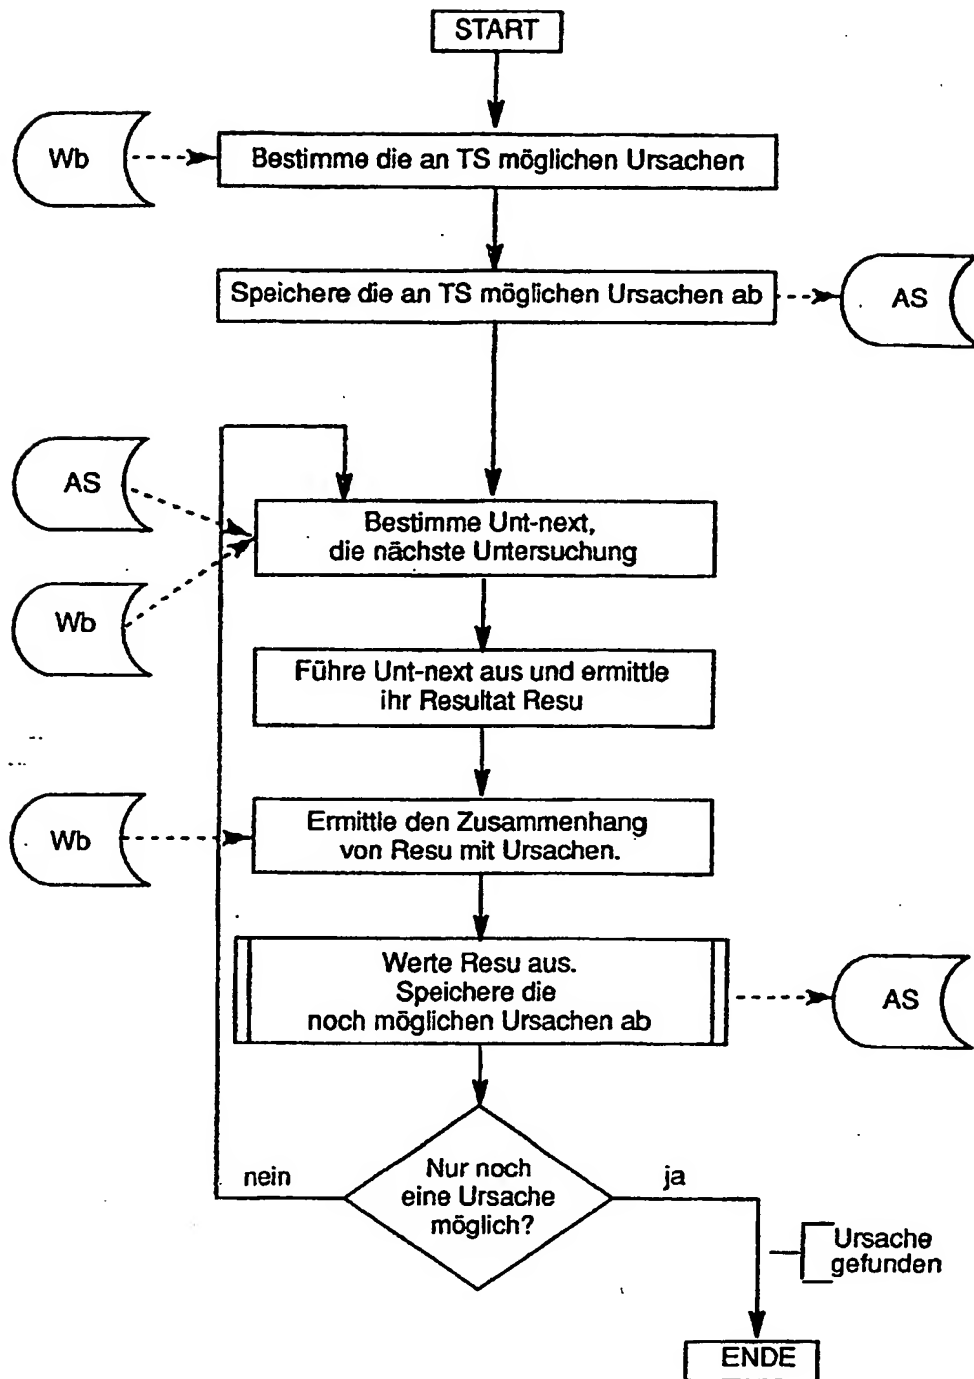 START
Wb
Bestimme die an TS möglichen Ursachen
Speichere die an TS möglichen Ursachen ab
AS
AS
Bestimme Unt-next,
die nächste Untersuchung
Wb
Führe Unt-next aus und ermittle
ihr Resultat Resu
Wb
Ermittle den Zusammenhang
von Resu mit Ursachen.
Werte Resu aus.
Speichere die
noch möglichen Ursachen ab
AS
nein
Nur noch
eine Ursache
möglich?
ja
Ursache
gefunden
ENDE